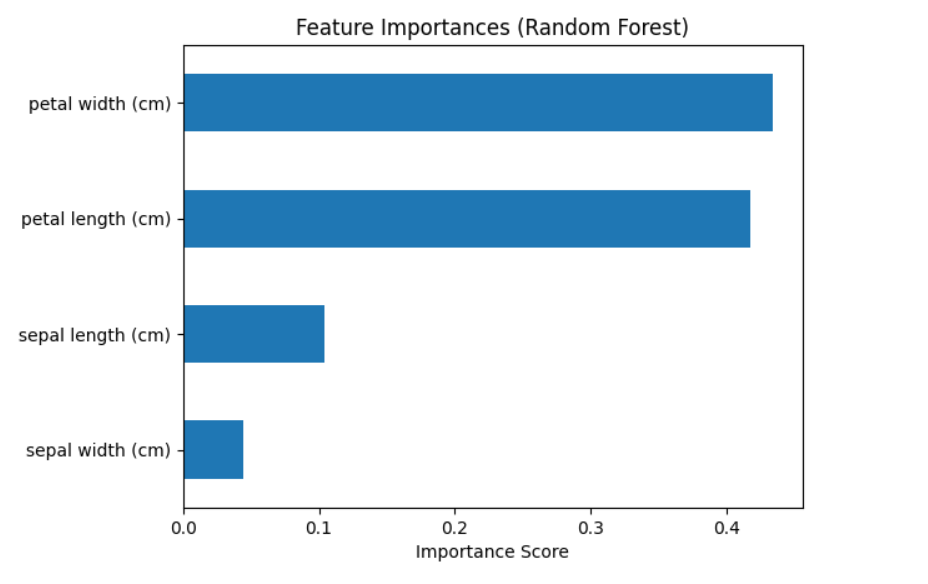 Feature Importances (Random Forest)
petal width (cm)
petal length (cm)
sepal length (cm)
sepal width (cm)
0.0 0.1 0.2 0.3 0.4
Importance Score